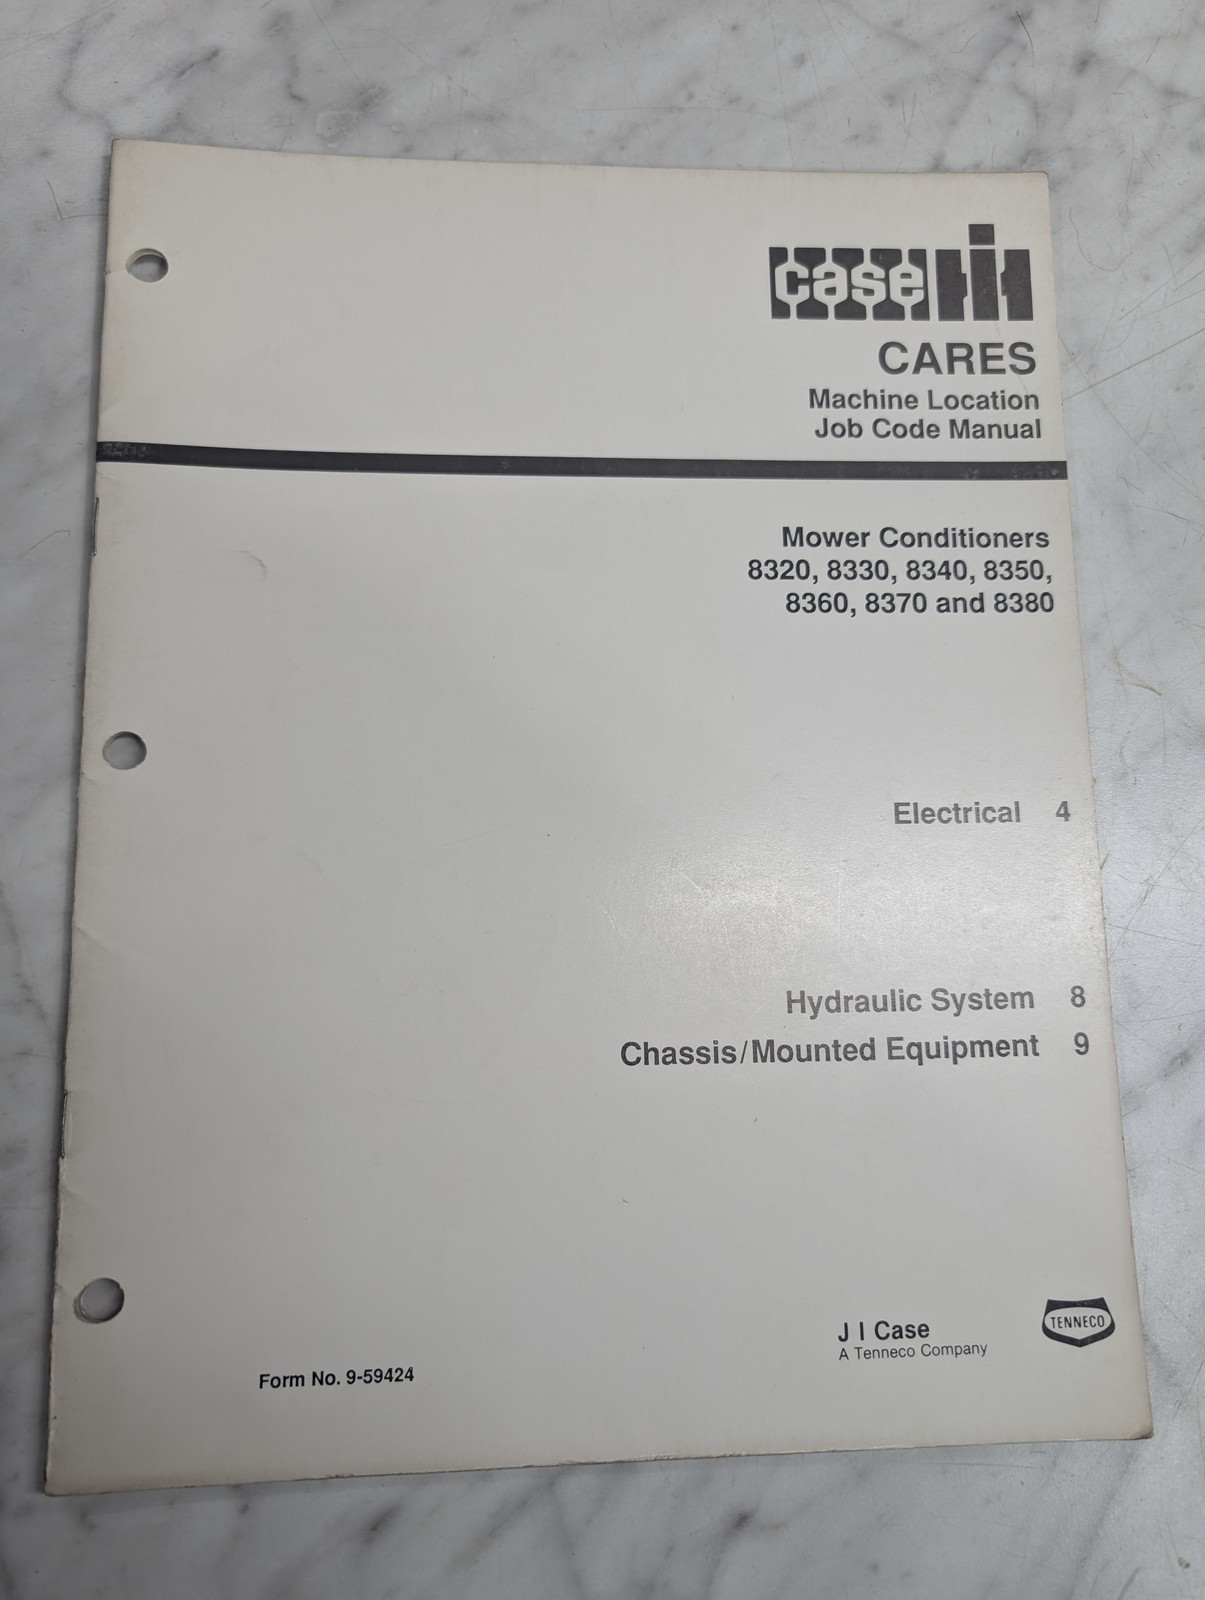 case IH
CARES
Machine Location
Job Code Manual
Mower Conditioners
8320, 8330, 8340, 8350,
8360, 8370 and 8380
Electrical 4
Hydraulic System 8
Chassis/Mounted Equipment 9
J I Case
A Tenneco Company
TENNECO
Form No. 9-59424